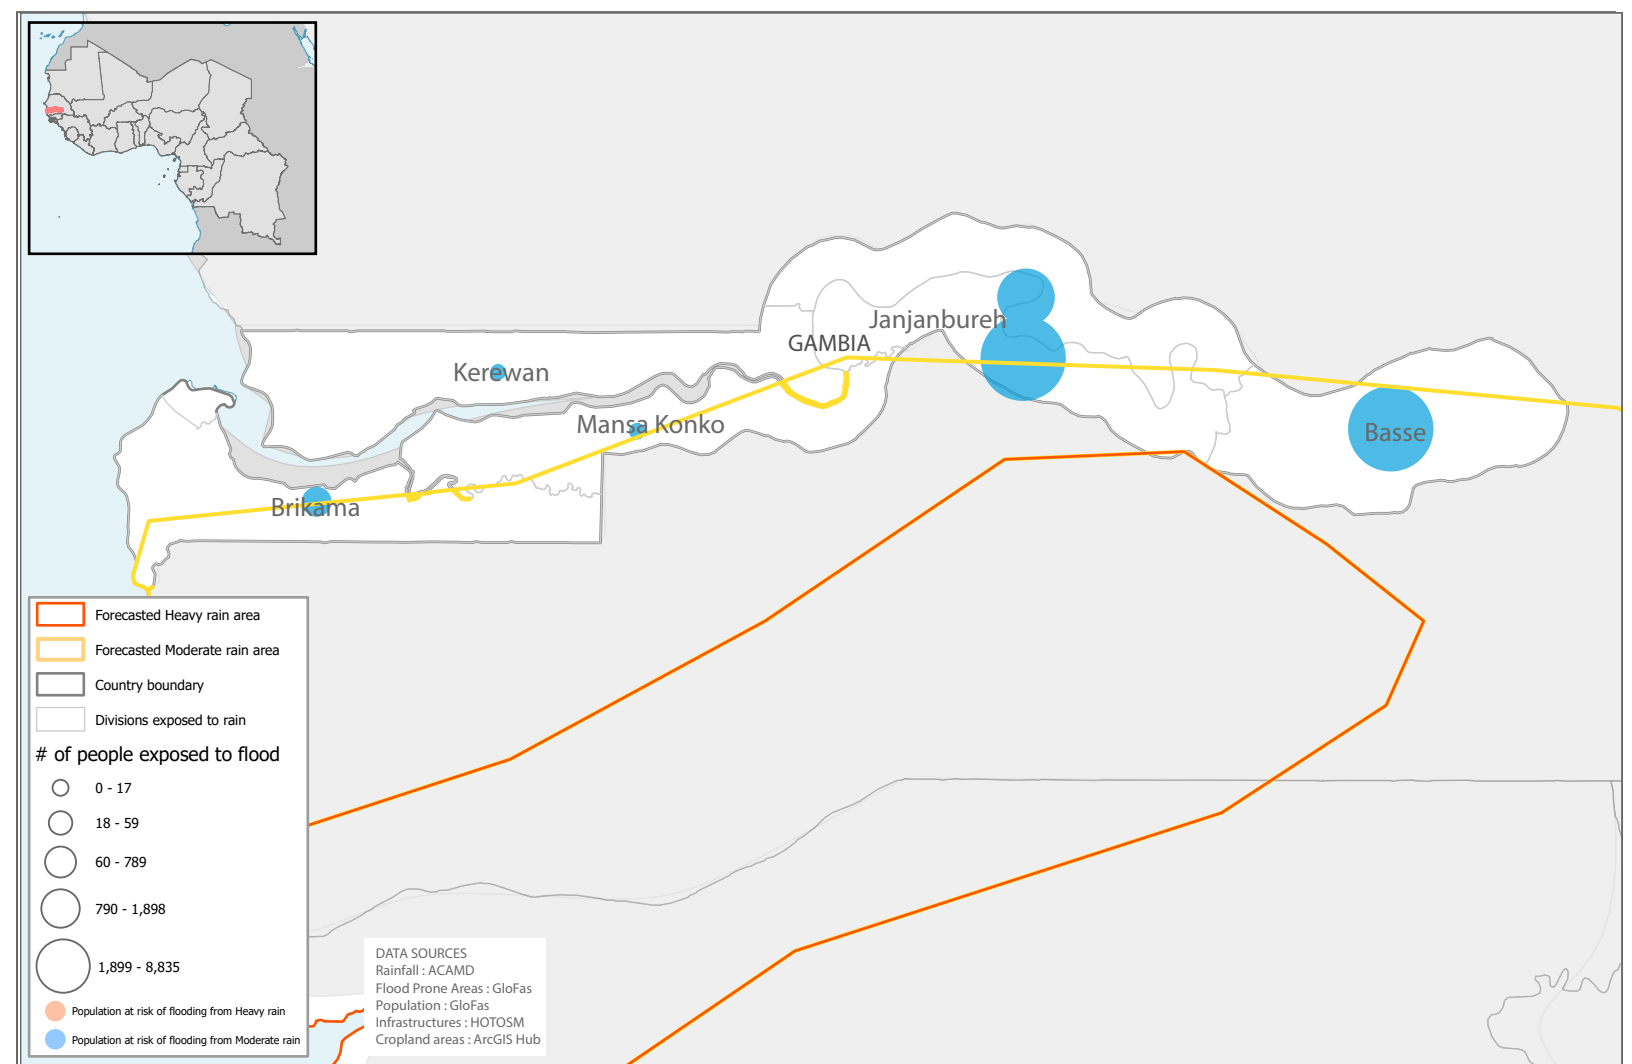 Janjanbureh
GAMBIA
Kerewan
Mansa Konko
Basse
Brikama
Forecasted Heavy rain area
Forecasted Moderate rain area
Country boundary
Divisions exposed to rain
# of people exposed to flood
0 - 17
18 - 59
60 - 789
790 - 1,898
1,899 - 8,835
Population at risk of flooding from Heavy rain
Population at risk of flooding from Moderate rain
DATA SOURCES
Rainfall : ACAMD
Flood Prone Areas : GloFas
Population : GloFas
Infrastructures : HOTOSM
Cropland areas : ArcGIS Hub